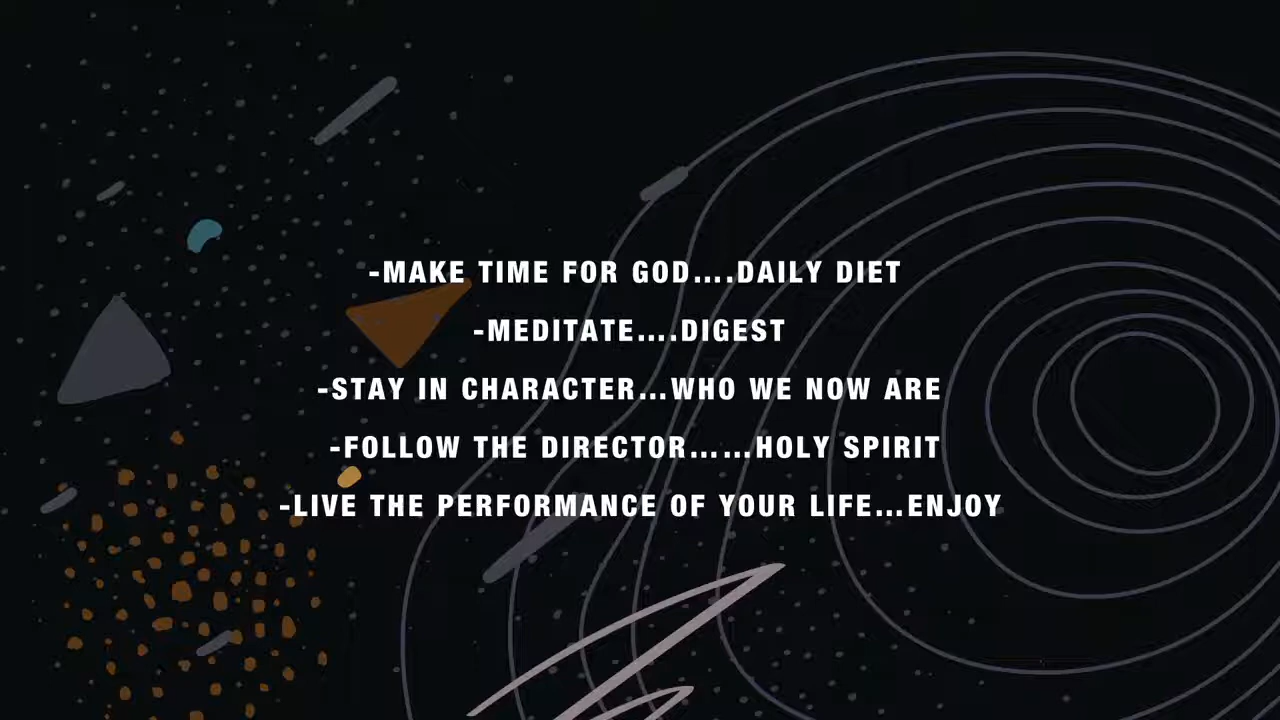 -MAKE TIME FOR GOD....DAILY DIET
-MEDITATE....DIGEST
-STAY IN CHARACTER...WHO WE NOW ARE
-FOLLOW THE DIRECTOR......HOLY SPIRIT
-LIVE THE PERFORMANCE OF YOUR LIFE...ENJOY